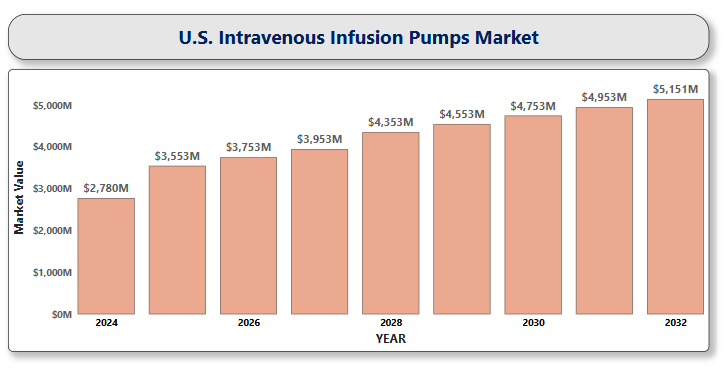 U.S. Intravenous Infusion Pumps Market
$5,151M
$4,953M
$4,753M
$4,553M
$4,353M
$3,953M
$3,753M
$3,553M
$2,780M
$5,000M
$4,000M
$3,000M
$2,000M
$1,000M
$0M
Market Value
2024 2026 2028 2030 2032
YEAR